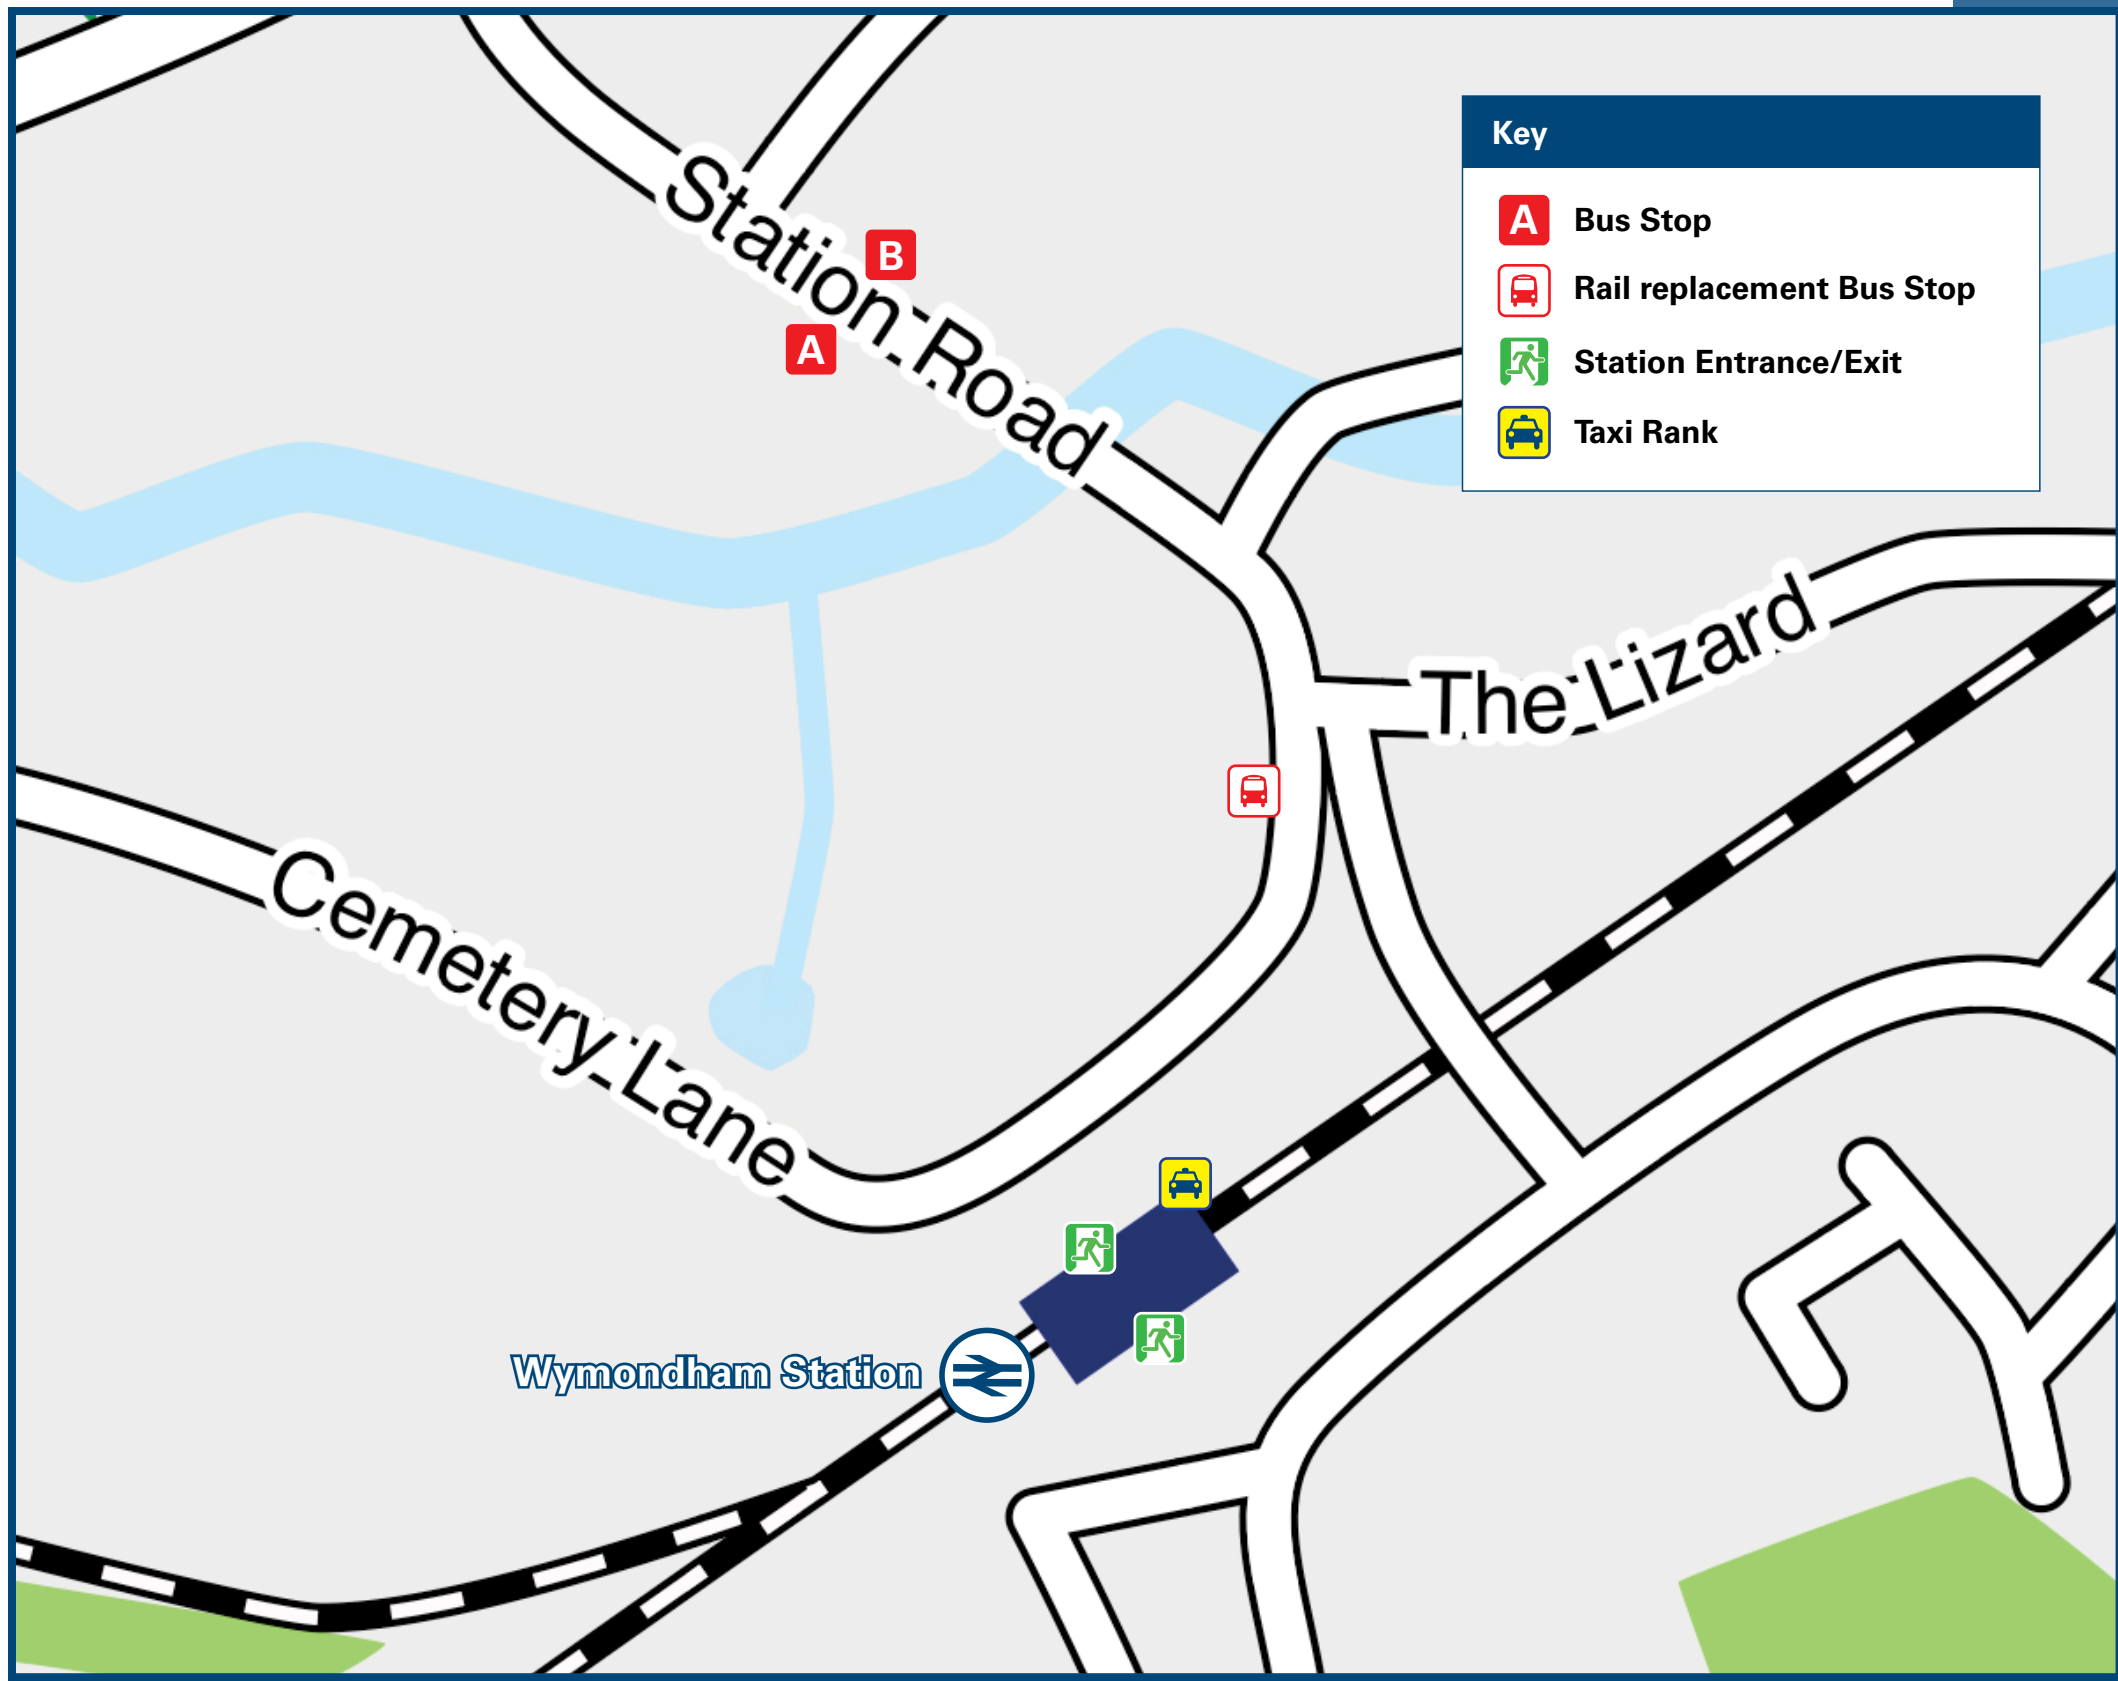 Key
A Bus Stop
Rail replacement Bus Stop
Station Entrance/Exit
Taxi Rank
Station Road
B
A
The Lizard
Cemetery Lane
Wymondham Station